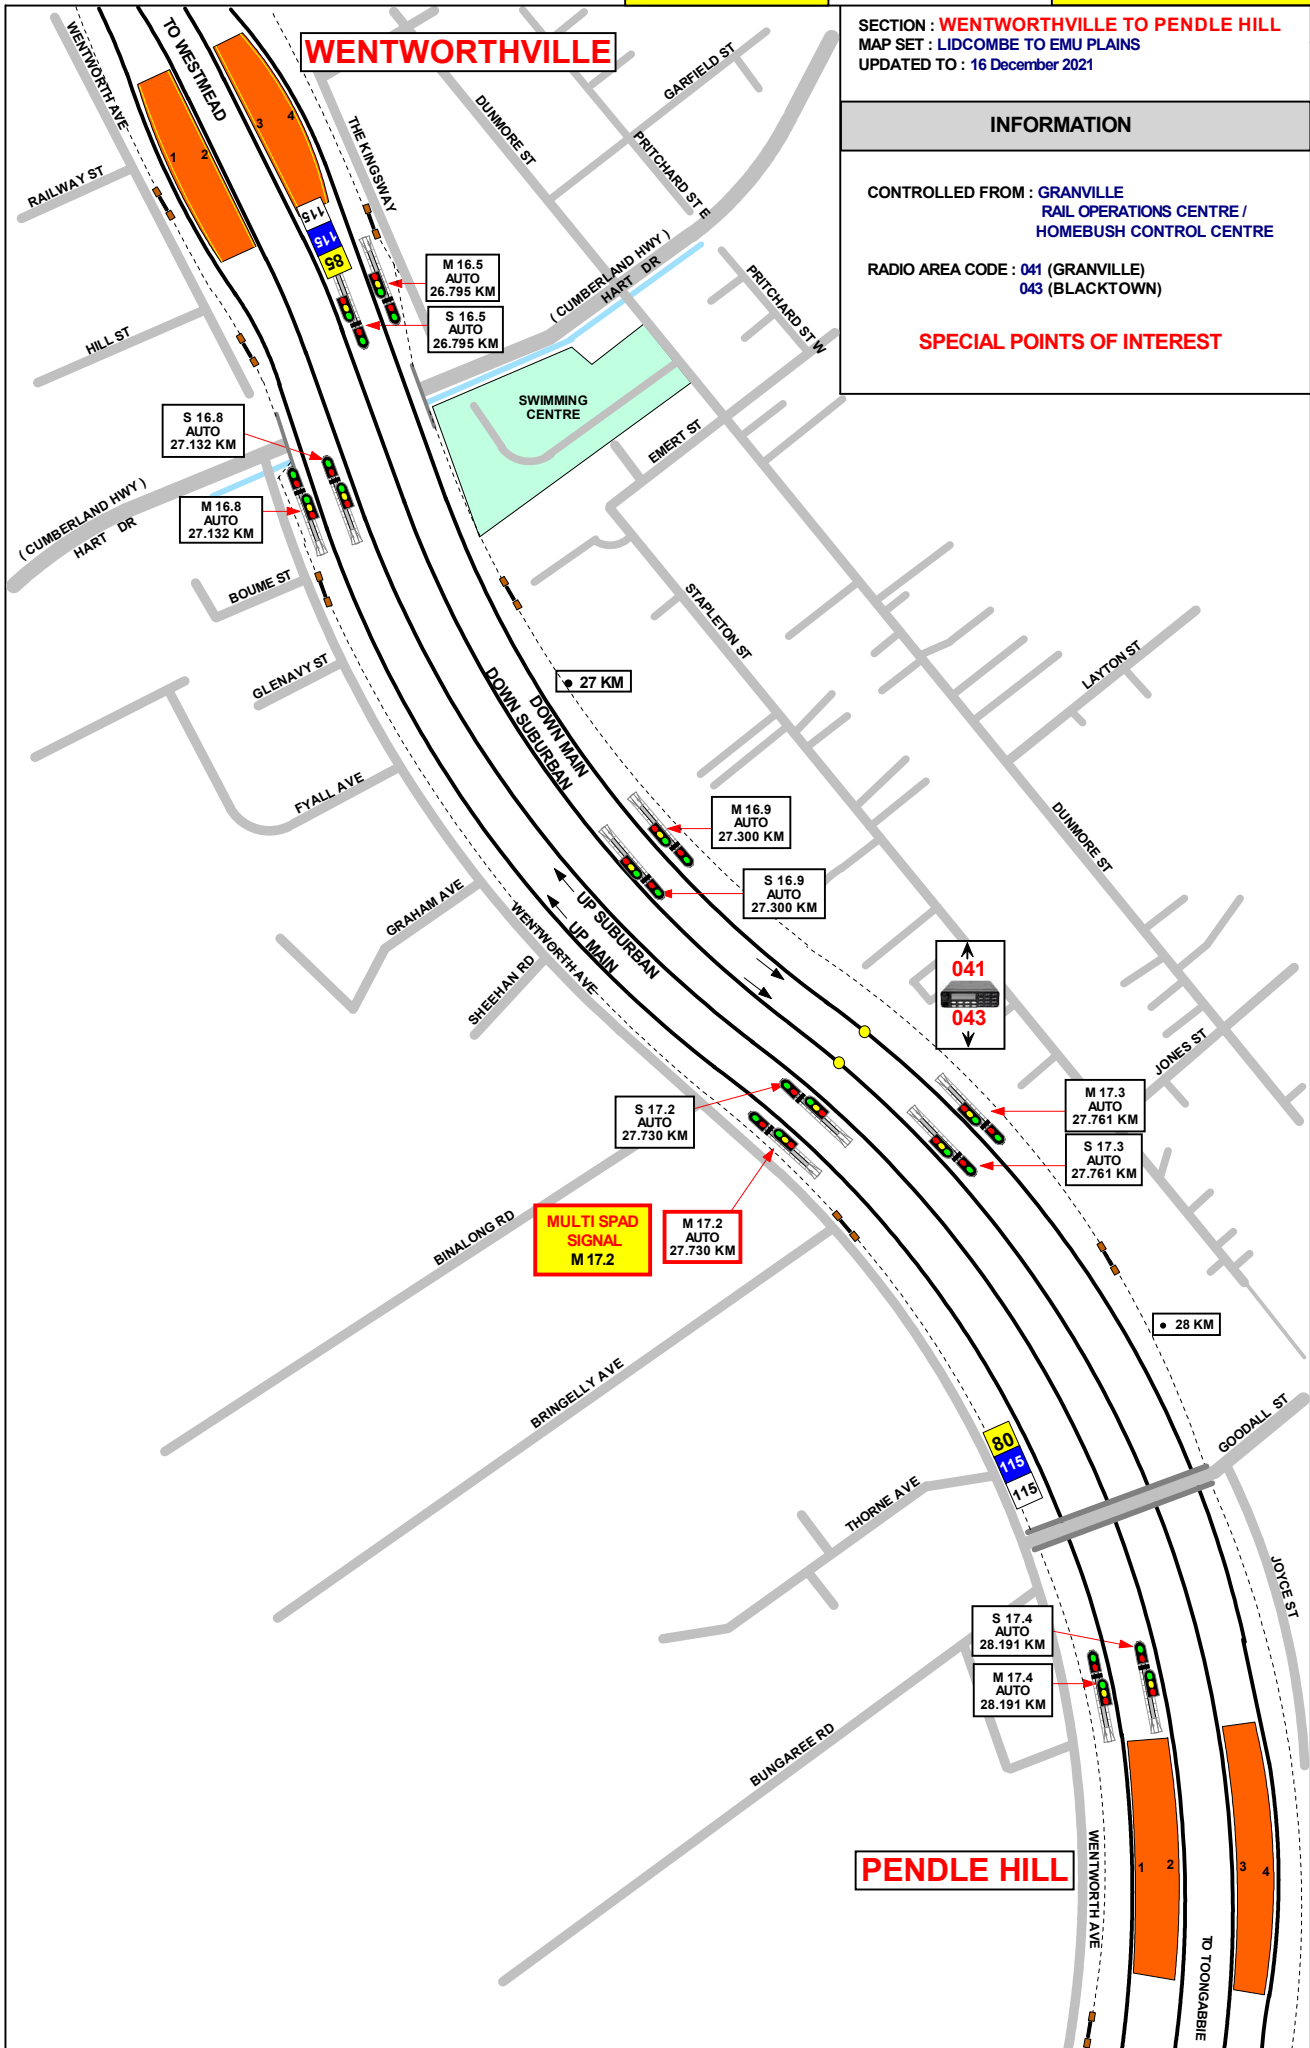 SECTION : WENTWORTHVILLE TO PENDLE HILL
MAP SET : LIDCOMBE TO EMU PLAINS
UPDATED TO : 16 December 2021
INFORMATION
CONTROLLED FROM : GRANVILLE
RAIL OPERATIONS CENTRE /
HOMEBUSH CONTROL CENTRE
RADIO AREA CODE : 041 (GRANVILLE)
043 (BLACKTOWN)
SPECIAL POINTS OF INTEREST
WENTWORTHVILLE
TO WESTMEAD
WENTWORTH AVE
1
2
3
4
THE KINGSWAY
DUNMORE ST
GARFIELD ST
PRITCHARD ST E
RAILWAY ST
115
115
85
M 16.5
AUTO
26.795 KM
S 16.5
AUTO
26.795 KM
( CUMBERLAND HWY )
HART DR
PRITCHARD ST W
HILL ST
SWIMMING
CENTRE
EMERT ST
S 16.8
AUTO
27.132 KM
M 16.8
AUTO
27.132 KM
( CUMBERLAND HWY )
HART DR
BOUME ST
STAPLETON ST
GLENAVY ST
27 KM
LAYTON ST
DOWN MAIN
DOWN SUBURBAN
FYALL AVE
M 16.9
AUTO
27.300 KM
DUNMORE ST
S 16.9
AUTO
27.300 KM
GRAHAM AVE
WENTWORTH AVE
UP SUBURBAN
UP MAIN
SHEEHAN RD
041
043
JONES ST
S 17.2
AUTO
27.730 KM
M 17.3
AUTO
27.761 KM
S 17.3
AUTO
27.761 KM
MULTI SPAD
SIGNAL
M 17.2
M 17.2
AUTO
27.730 KM
BINALONG RD
28 KM
BRINGELLY AVE
80
115
115
GOODALL ST
THORNE AVE
JOYCE ST
S 17.4
AUTO
28.191 KM
M 17.4
AUTO
28.191 KM
BUNGAREE RD
PENDLE HILL
WENTWORTH AVE
1
2
3
4
TO TOONGABBIE